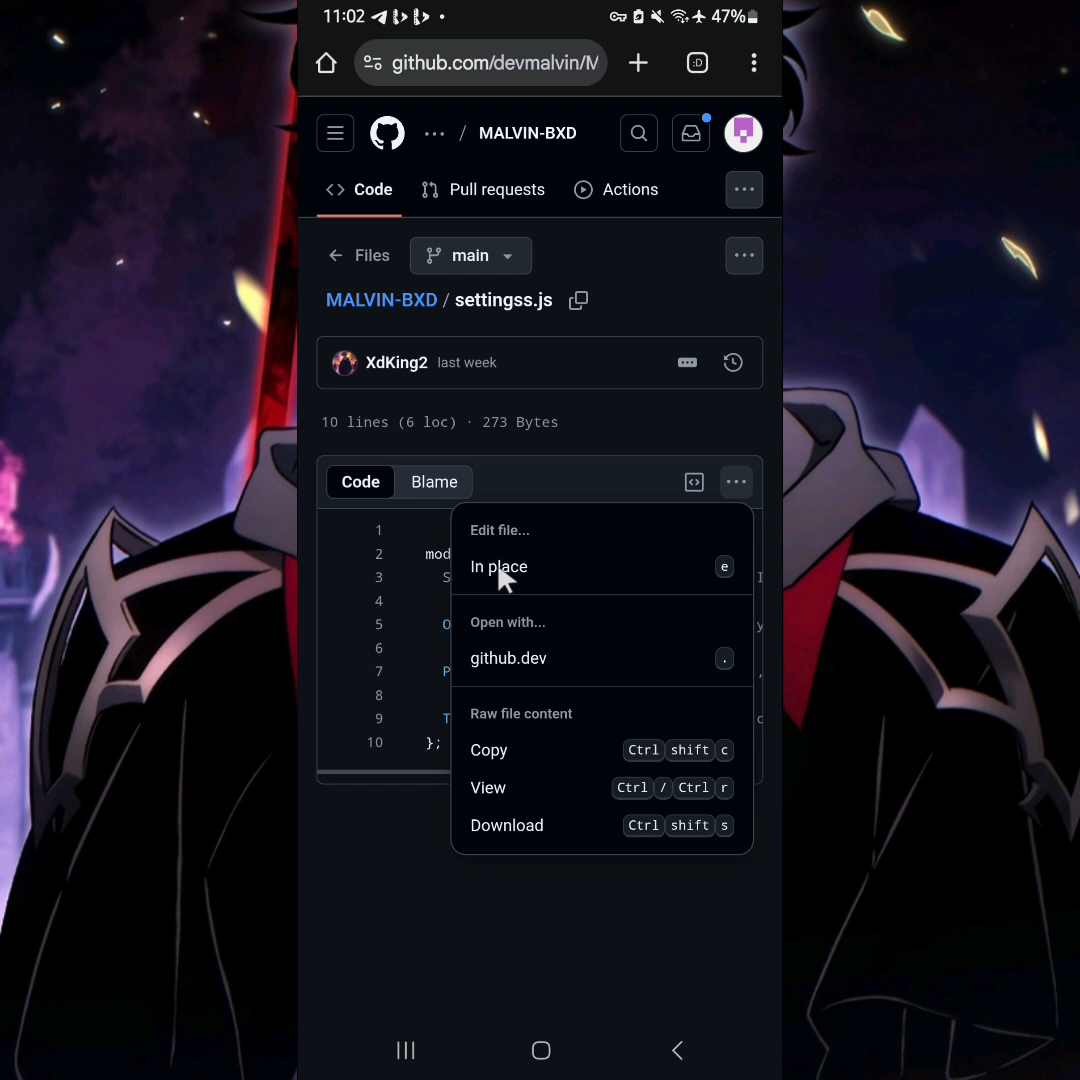 11:02 47%
github.com/devmalvin/M :D
/ MALVIN-BXD
Code Pull requests Actions
Files main
MALVIN-BXD / settingss.js
XdKing2 last week
10 lines (6 loc) · 273 Bytes
Code Blame
1
Edit file...
2 mod
In place e
3 S I
4
5 O y
Open with...
6
github.dev .
7 P ,
8
Raw file content
9 T c
10 };
Copy Ctrl shift c
View Ctrl / Ctrl r
Download Ctrl shift s